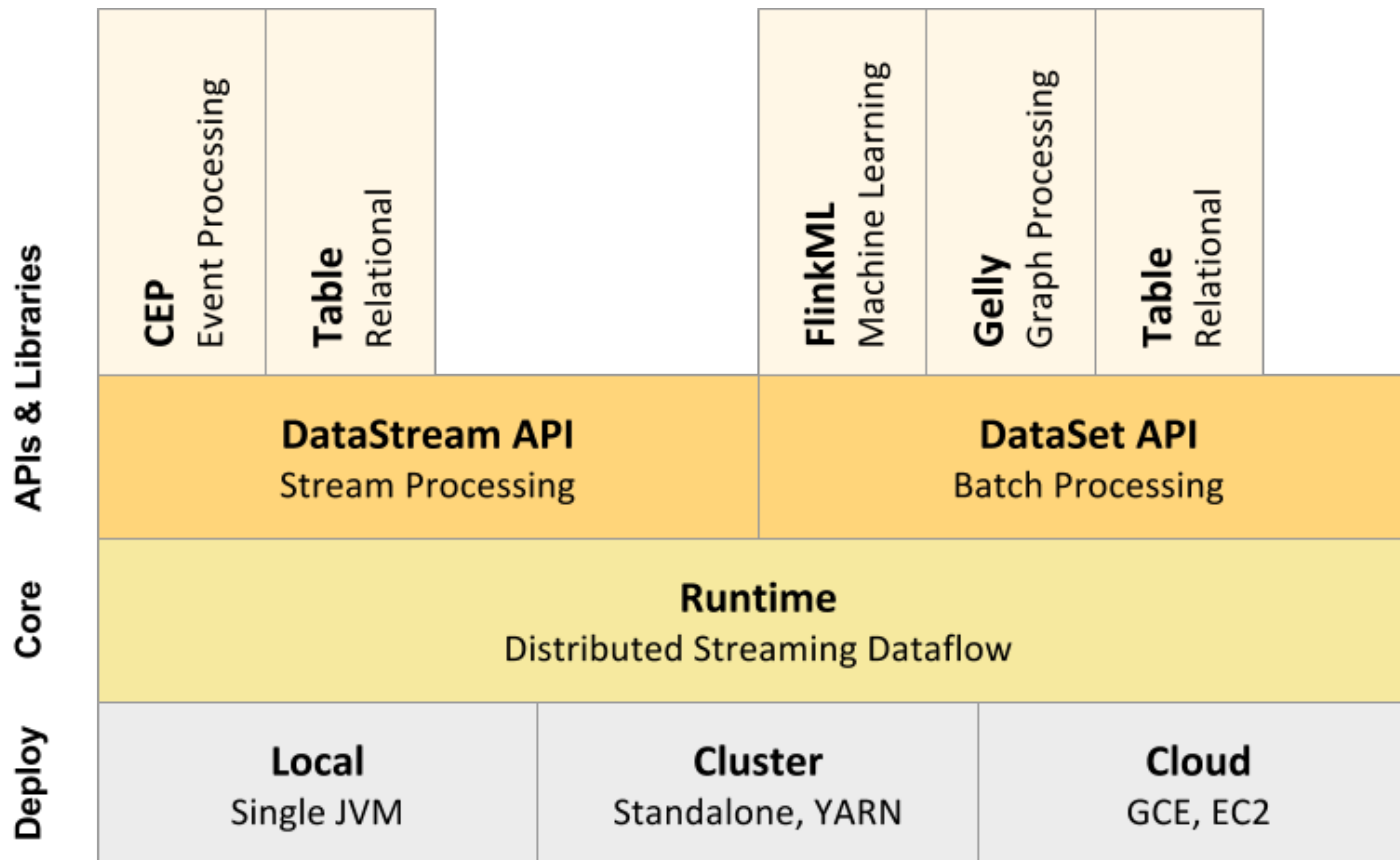 CEP
Event Processing
Table
Relational
FlinkML
Machine Learning
Gelly
Graph Processing
Table
Relational
APIs & Libraries
DataStream API
Stream Processing
DataSet API
Batch Processing
Core
Runtime
Distributed Streaming Dataflow
Deploy
Local
Single JVM
Cluster
Standalone, YARN
Cloud
GCE, EC2